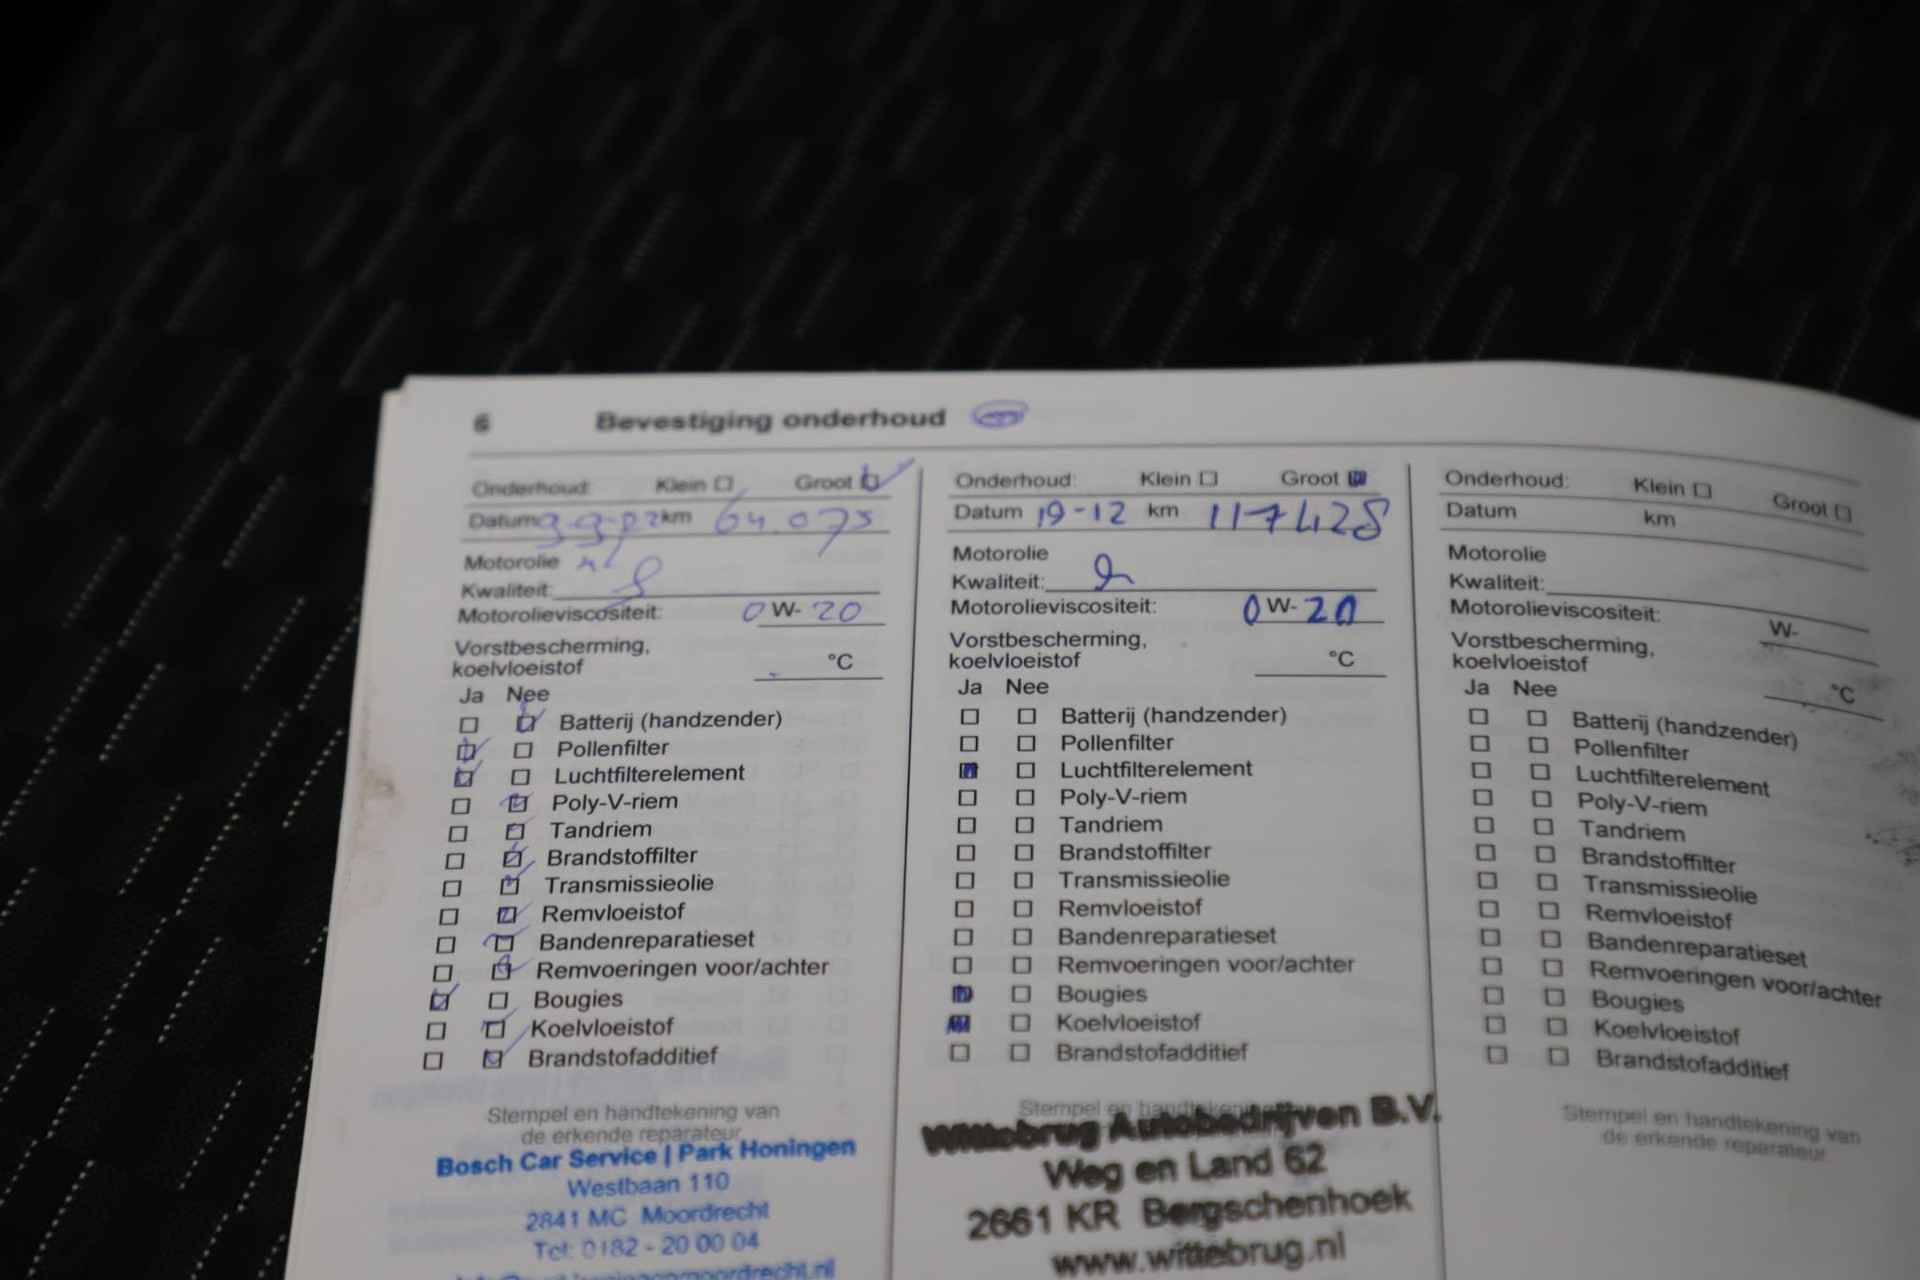 6 Bevestiging onderhoud
Onderhoud: Klein Groot
Datum km 64.075
Motorolie
Kwaliteit:
Motorolieviscositeit: 0 W- 20
Vorstbescherming,
koelvloeistof °C
Ja Nee
Batterij (handzender)
Pollenfilter
Luchtfilterelement
Poly-V-riem
Tandriem
Brandstoffilter
Transmissieolie
Remvloeistof
Bandenreparatieset
Remvoeringen voor/achter
Bougies
Koelvloeistof
Brandstofadditief
Stempel en handtekening van
de erkende reparateur
Bosch Car Service | Park Honingen
Westbaan 110
2841 MC Moordrecht
Tel: 0182 - 20 00 04
Onderhoud: Klein Groot
Datum 19-12 km 117428
Motorolie
Kwaliteit:
Motorolieviscositeit: 0 W- 20
Vorstbescherming,
koelvloeistof °C
Ja Nee
Batterij (handzender)
Pollenfilter
Luchtfilterelement
Poly-V-riem
Tandriem
Brandstoffilter
Transmissieolie
Remvloeistof
Bandenreparatieset
Remvoeringen voor/achter
Bougies
Koelvloeistof
Brandstofadditief
Stempel en handtekening
Wittebrug Autobedrijven B.V.
Weg en Land 62
2661 KR Bergschenhoek
www.wittebrug.nl
Onderhoud: Klein Groot
Datum km
Motorolie
Kwaliteit:
Motorolieviscositeit: W-
Vorstbescherming,
koelvloeistof °C
Ja Nee
Batterij (handzender)
Pollenfilter
Luchtfilterelement
Poly-V-riem
Tandriem
Brandstoffilter
Transmissieolie
Remvloeistof
Bandenreparatieset
Remvoeringen voor/achter
Bougies
Koelvloeistof
Brandstofadditief
Stempel en handtekening van
de erkende reparateur